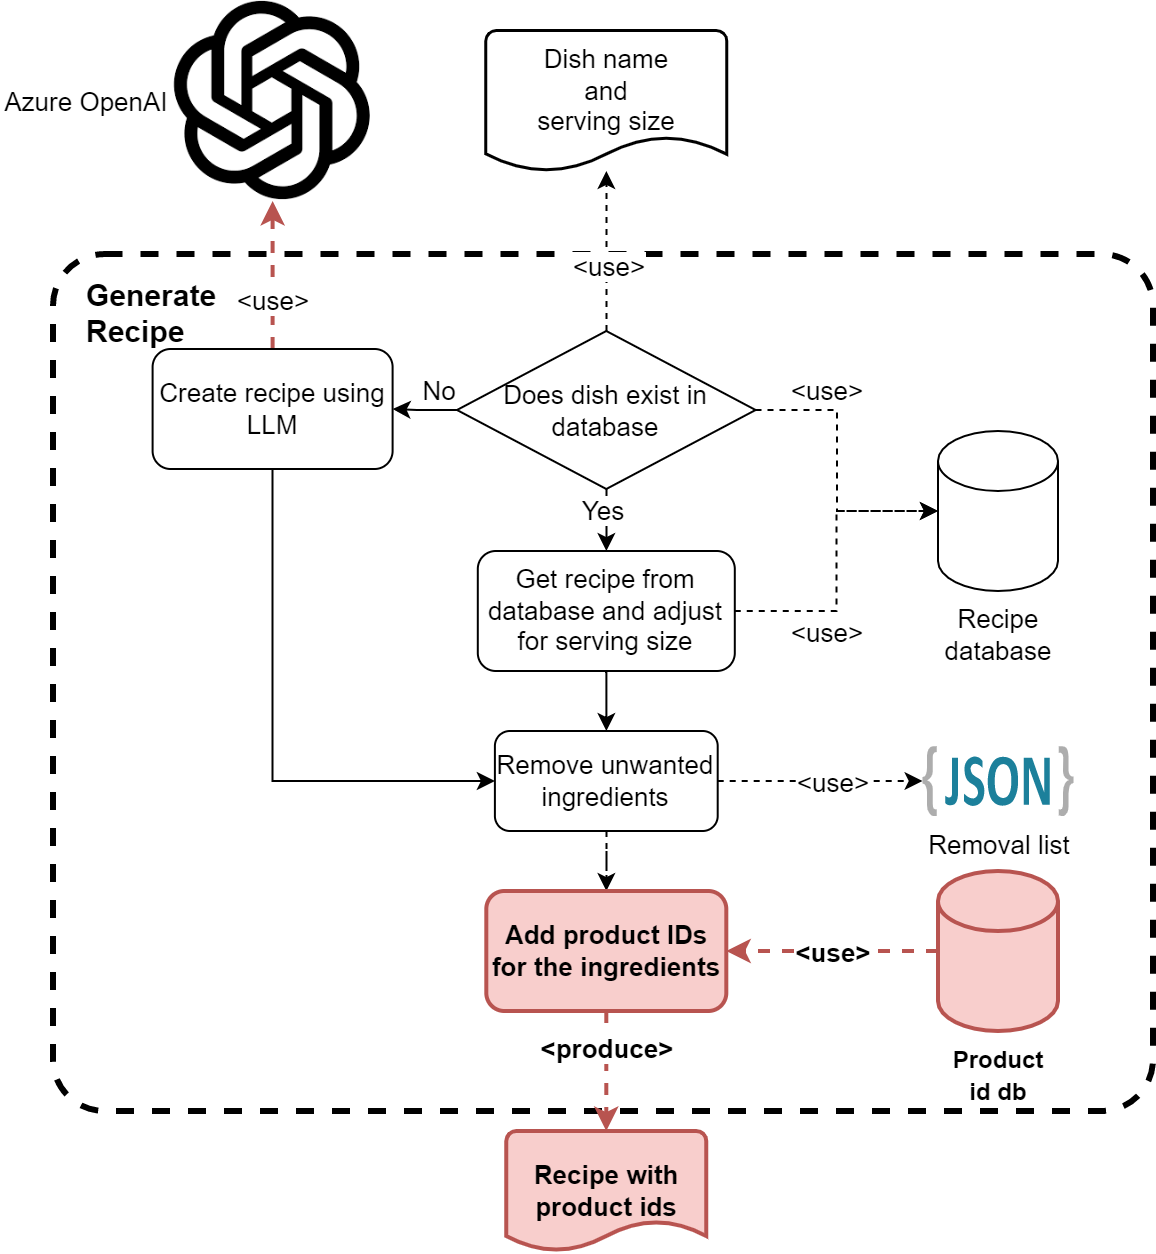 Azure OpenAI
Dish name
and
serving size
<use>
Generate
Recipe
<use>
Create recipe using
LLM
No
Does dish exist in
database
<use>
Yes
Get recipe from
database and adjust
for serving size
<use>
Recipe
database
Remove unwanted
ingredients
<use>
{JSON}
Removal list
Add product IDs
for the ingredients
<use>
<produce>
Product
id db
Recipe with
product ids